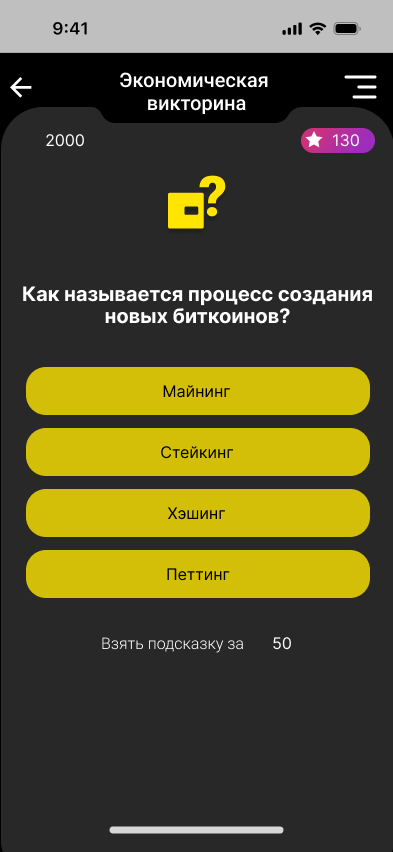 9:41
Экономическая
викторина
2000
130
Как называется процесс создания
новых биткоинов?
Майнинг
Стейкинг
Хэшинг
Петтинг
Взять подсказку за 50